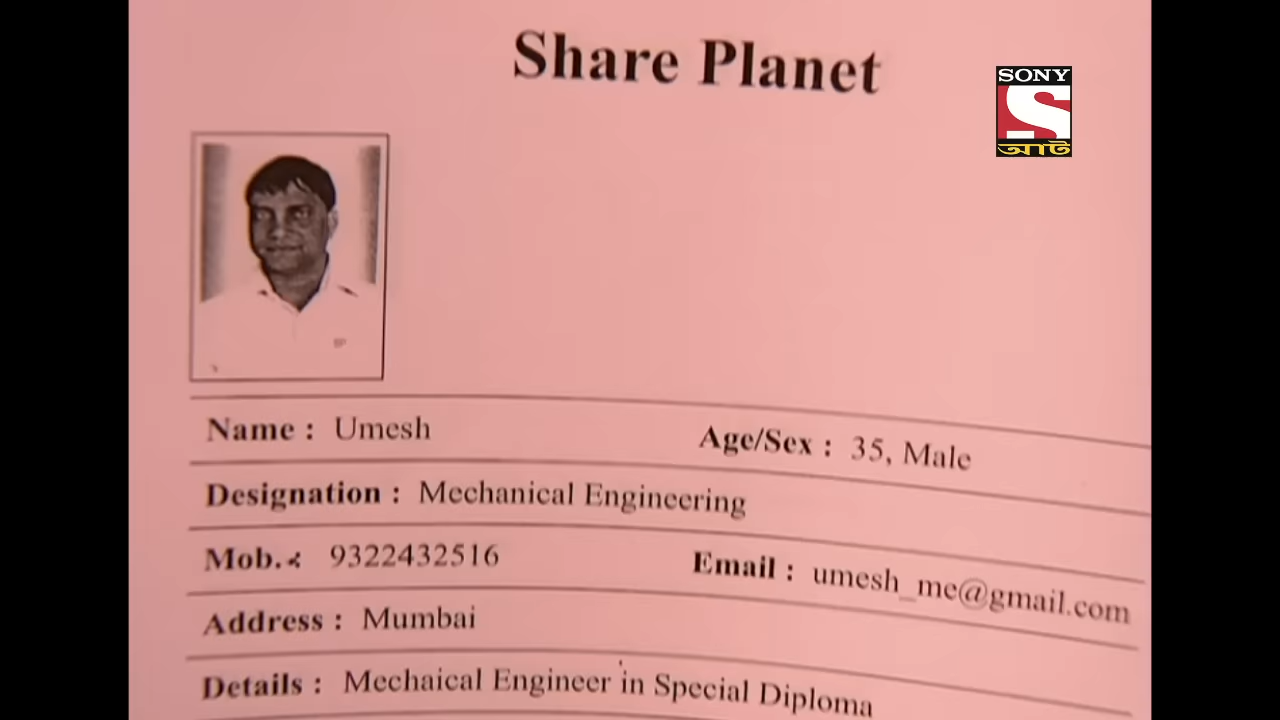 Share Planet
SONY
S
আট
Name : Umesh Age/Sex : 35, Male
Designation : Mechanical Engineering
Mob. : 9322432516 Email : umesh_me@gmail.com
Address : Mumbai
Details : Mechaical Engineer in Special Diploma